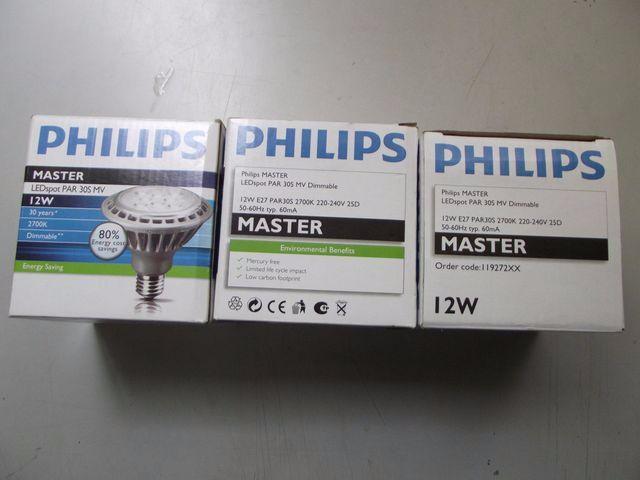 PHILIPS
MASTER
LEDspot PAR 30S MV
12W
30 years*
2700K
Dimmable**
80%
Energy cost
savings
Energy Saving
PHILIPS
Philips MASTER
LEDspot PAR 30S MV Dimmable
12W E27 PAR30S 2700K 220-240V 25D
50-60Hz typ. 60mA
MASTER
Environmental Benefits
✓ Mercury free
✓ Limited life cycle impact
✓ Low carbon footprint
CE
PHILIPS
Philips MASTER
LEDspot PAR 30S MV Dimmable
12W E27 PAR30S 2700K 220-240V 25D
50-60Hz typ. 60mA
MASTER
Order code: 119272XX
12W